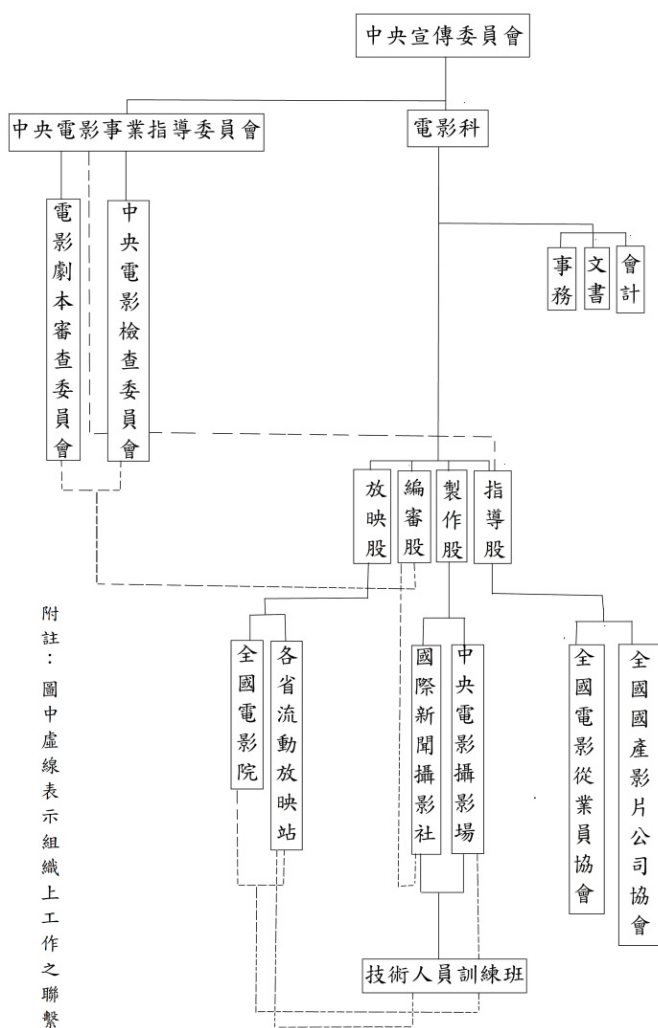 中央宣傳委員會
中央電影事業指導委員會
電影科
電影劇本審查委員會
中央電影檢查委員會
事務
文書
會計
放映股
編審股
製作股
指導股
全國電影院
各省流動放映站
國際新聞攝影社
中央電影攝影場
全國電影從業員協會
全國國產影片公司協會
技術人員訓練班
附註：圖中虛線表示組織上工作之聯繫